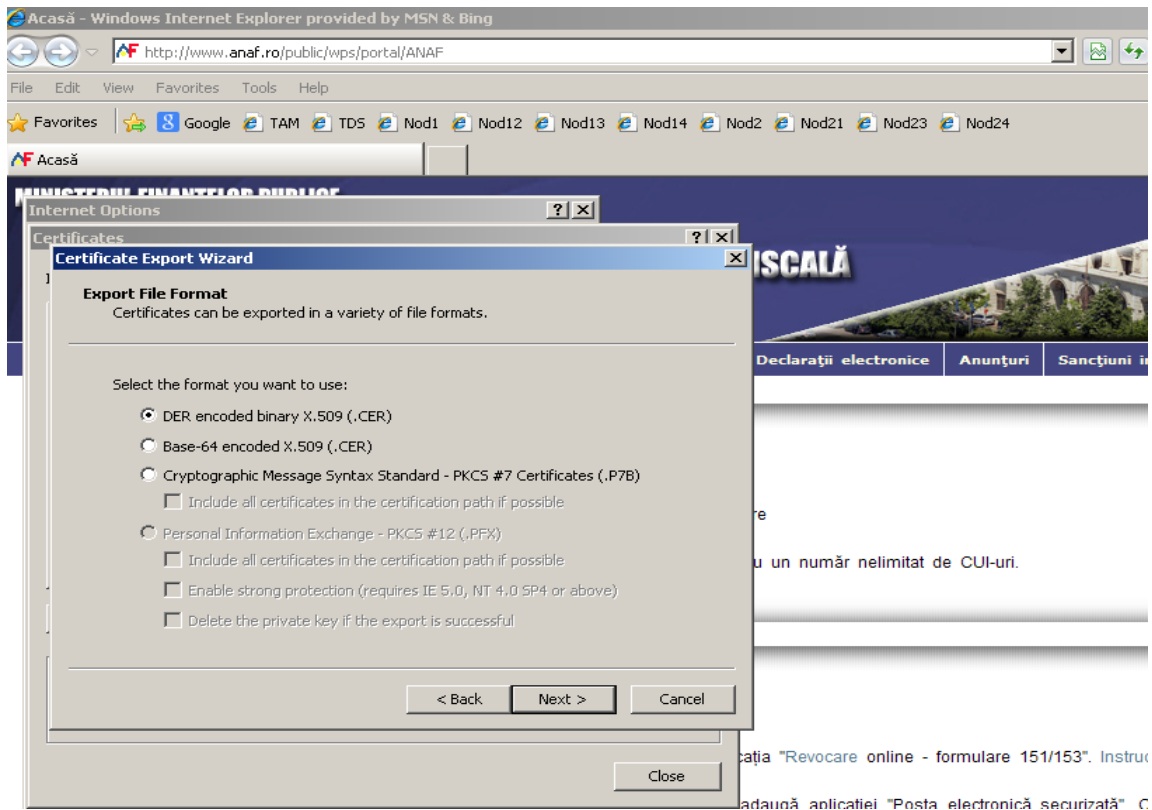 Acasă - Windows Internet Explorer provided by MSN & Bing
http://www.anaf.ro/public/wps/portal/ANAF
File Edit View Favorites Tools Help
Favorites Google TAM TDS Nod1 Nod12 Nod13 Nod14 Nod2 Nod21 Nod23 Nod24
Acasă
MINISTERUL FINANTELOR PUBLICE
Internet Options
Certificates
Certificate Export Wizard
ISCALĂ
Export File Format
Certificates can be exported in a variety of file formats.
Declaraţii electronice Anunţuri Sancţiuni
Select the format you want to use:
DER encoded binary X.509 (.CER)
Base-64 encoded X.509 (.CER)
Cryptographic Message Syntax Standard - PKCS #7 Certificates (.P7B)
Include all certificates in the certification path if possible
re
Personal Information Exchange - PKCS #12 (.PFX)
Include all certificates in the certification path if possible
u un număr nelimitat de CUI-uri.
Enable strong protection (requires IE 5.0, NT 4.0 SP4 or above)
Delete the private key if the export is successful
< Back Next > Cancel
cația "Revocare online - formulare 151/153". Instruc
Close
adaugă aplicației "Poșta electronică securizată". C